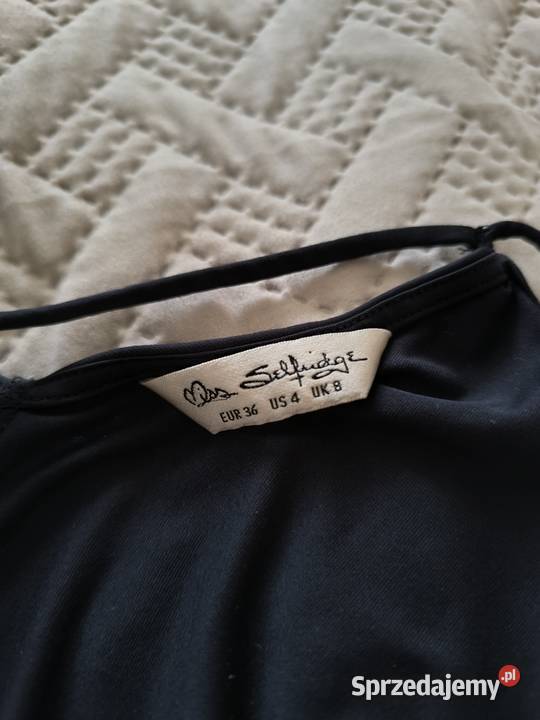 Miss Selfridge
EUR 36 US 4 UK 8
Sprzedajemy.pl